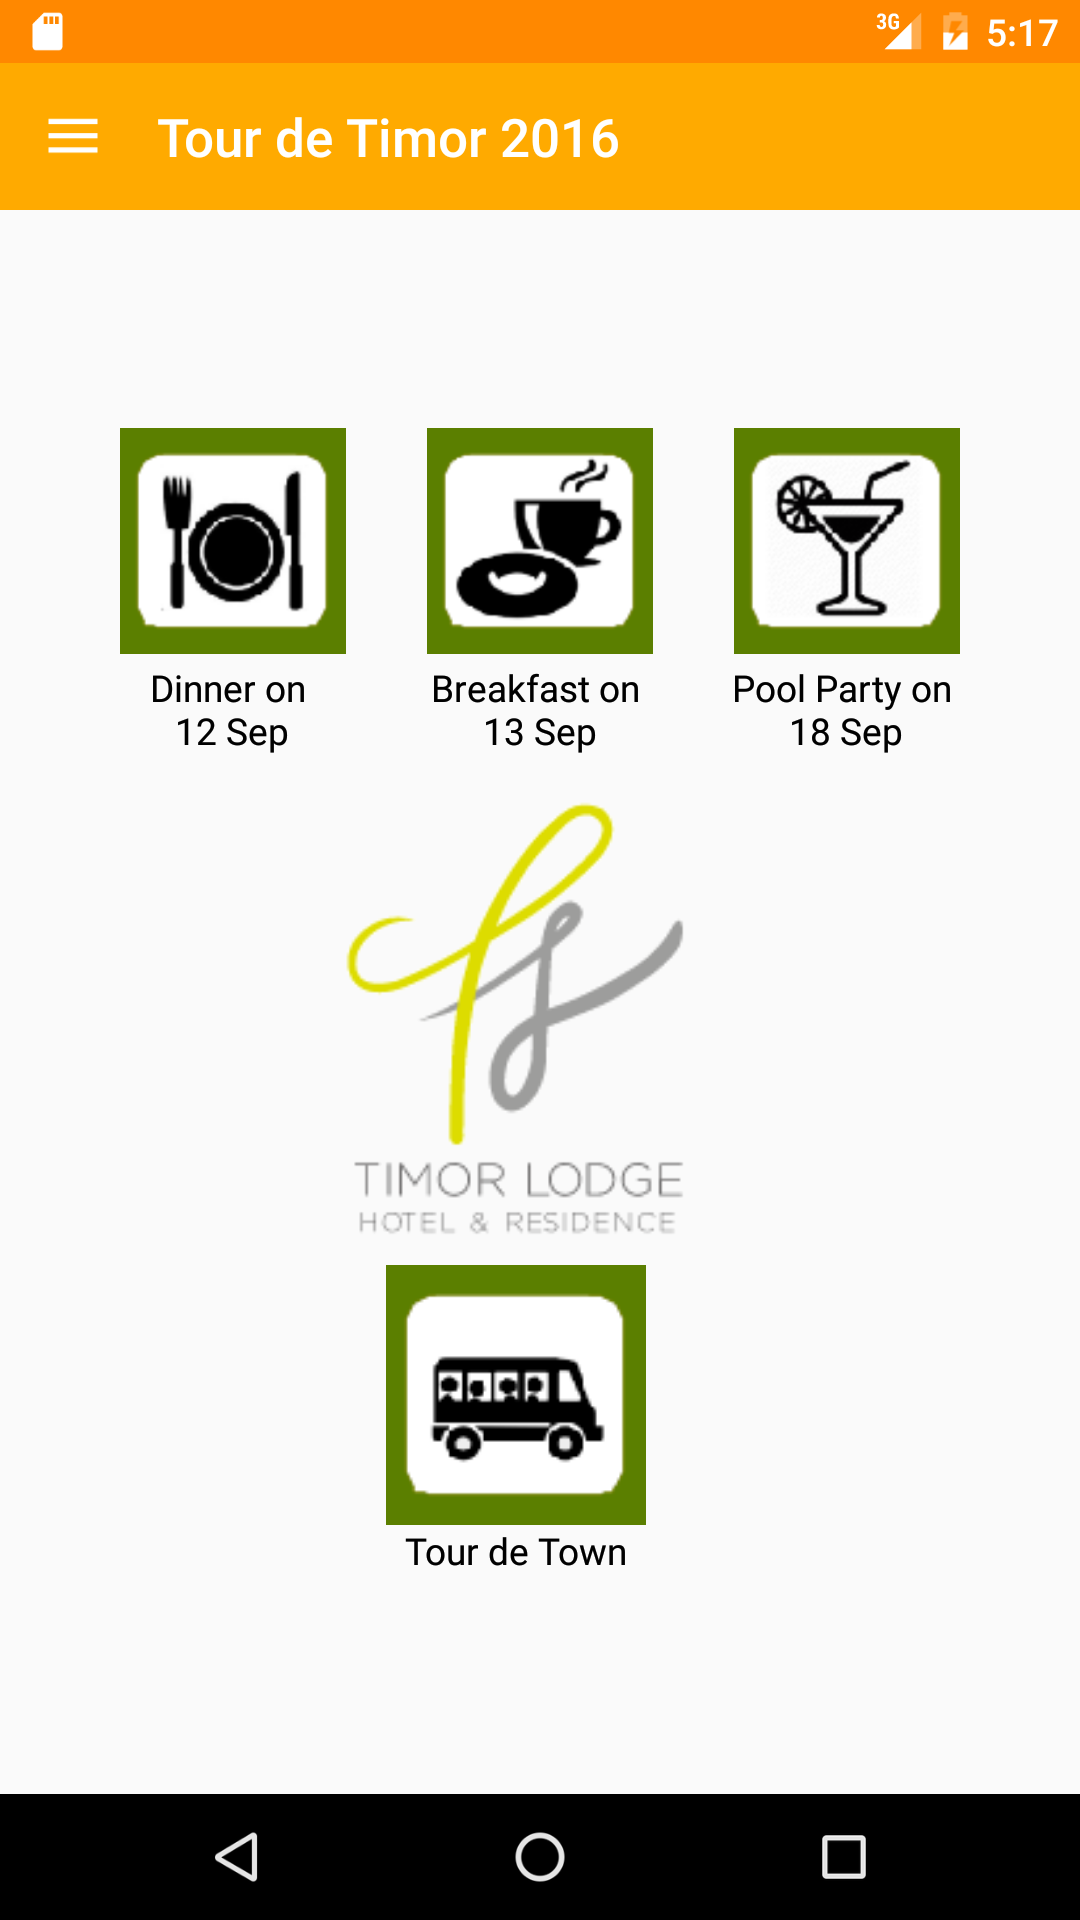 3G 5:17
Tour de Timor 2016
Dinner on
12 Sep
Breakfast on
13 Sep
Pool Party on
18 Sep
TIMOR LODGE
HOTEL & RESIDENCE
Tour de Town